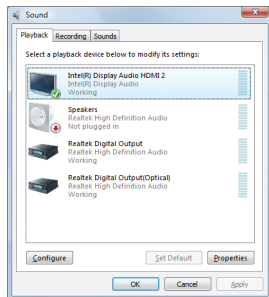 Sound
Playback
Recording
Sounds
Select a playback device below to modify its settings:
Intel(R) Display Audio HDMI 2
Intel(R) Display Audio
Working
Speakers
Realtek High Definition Audio
Not plugged in
Realtek Digital Output
Realtek High Definition Audio
Working
Realtek Digital Output(Optical)
Realtek High Definition Audio
Working
Configure
Set Default
Properties
OK
Cancel
Apply